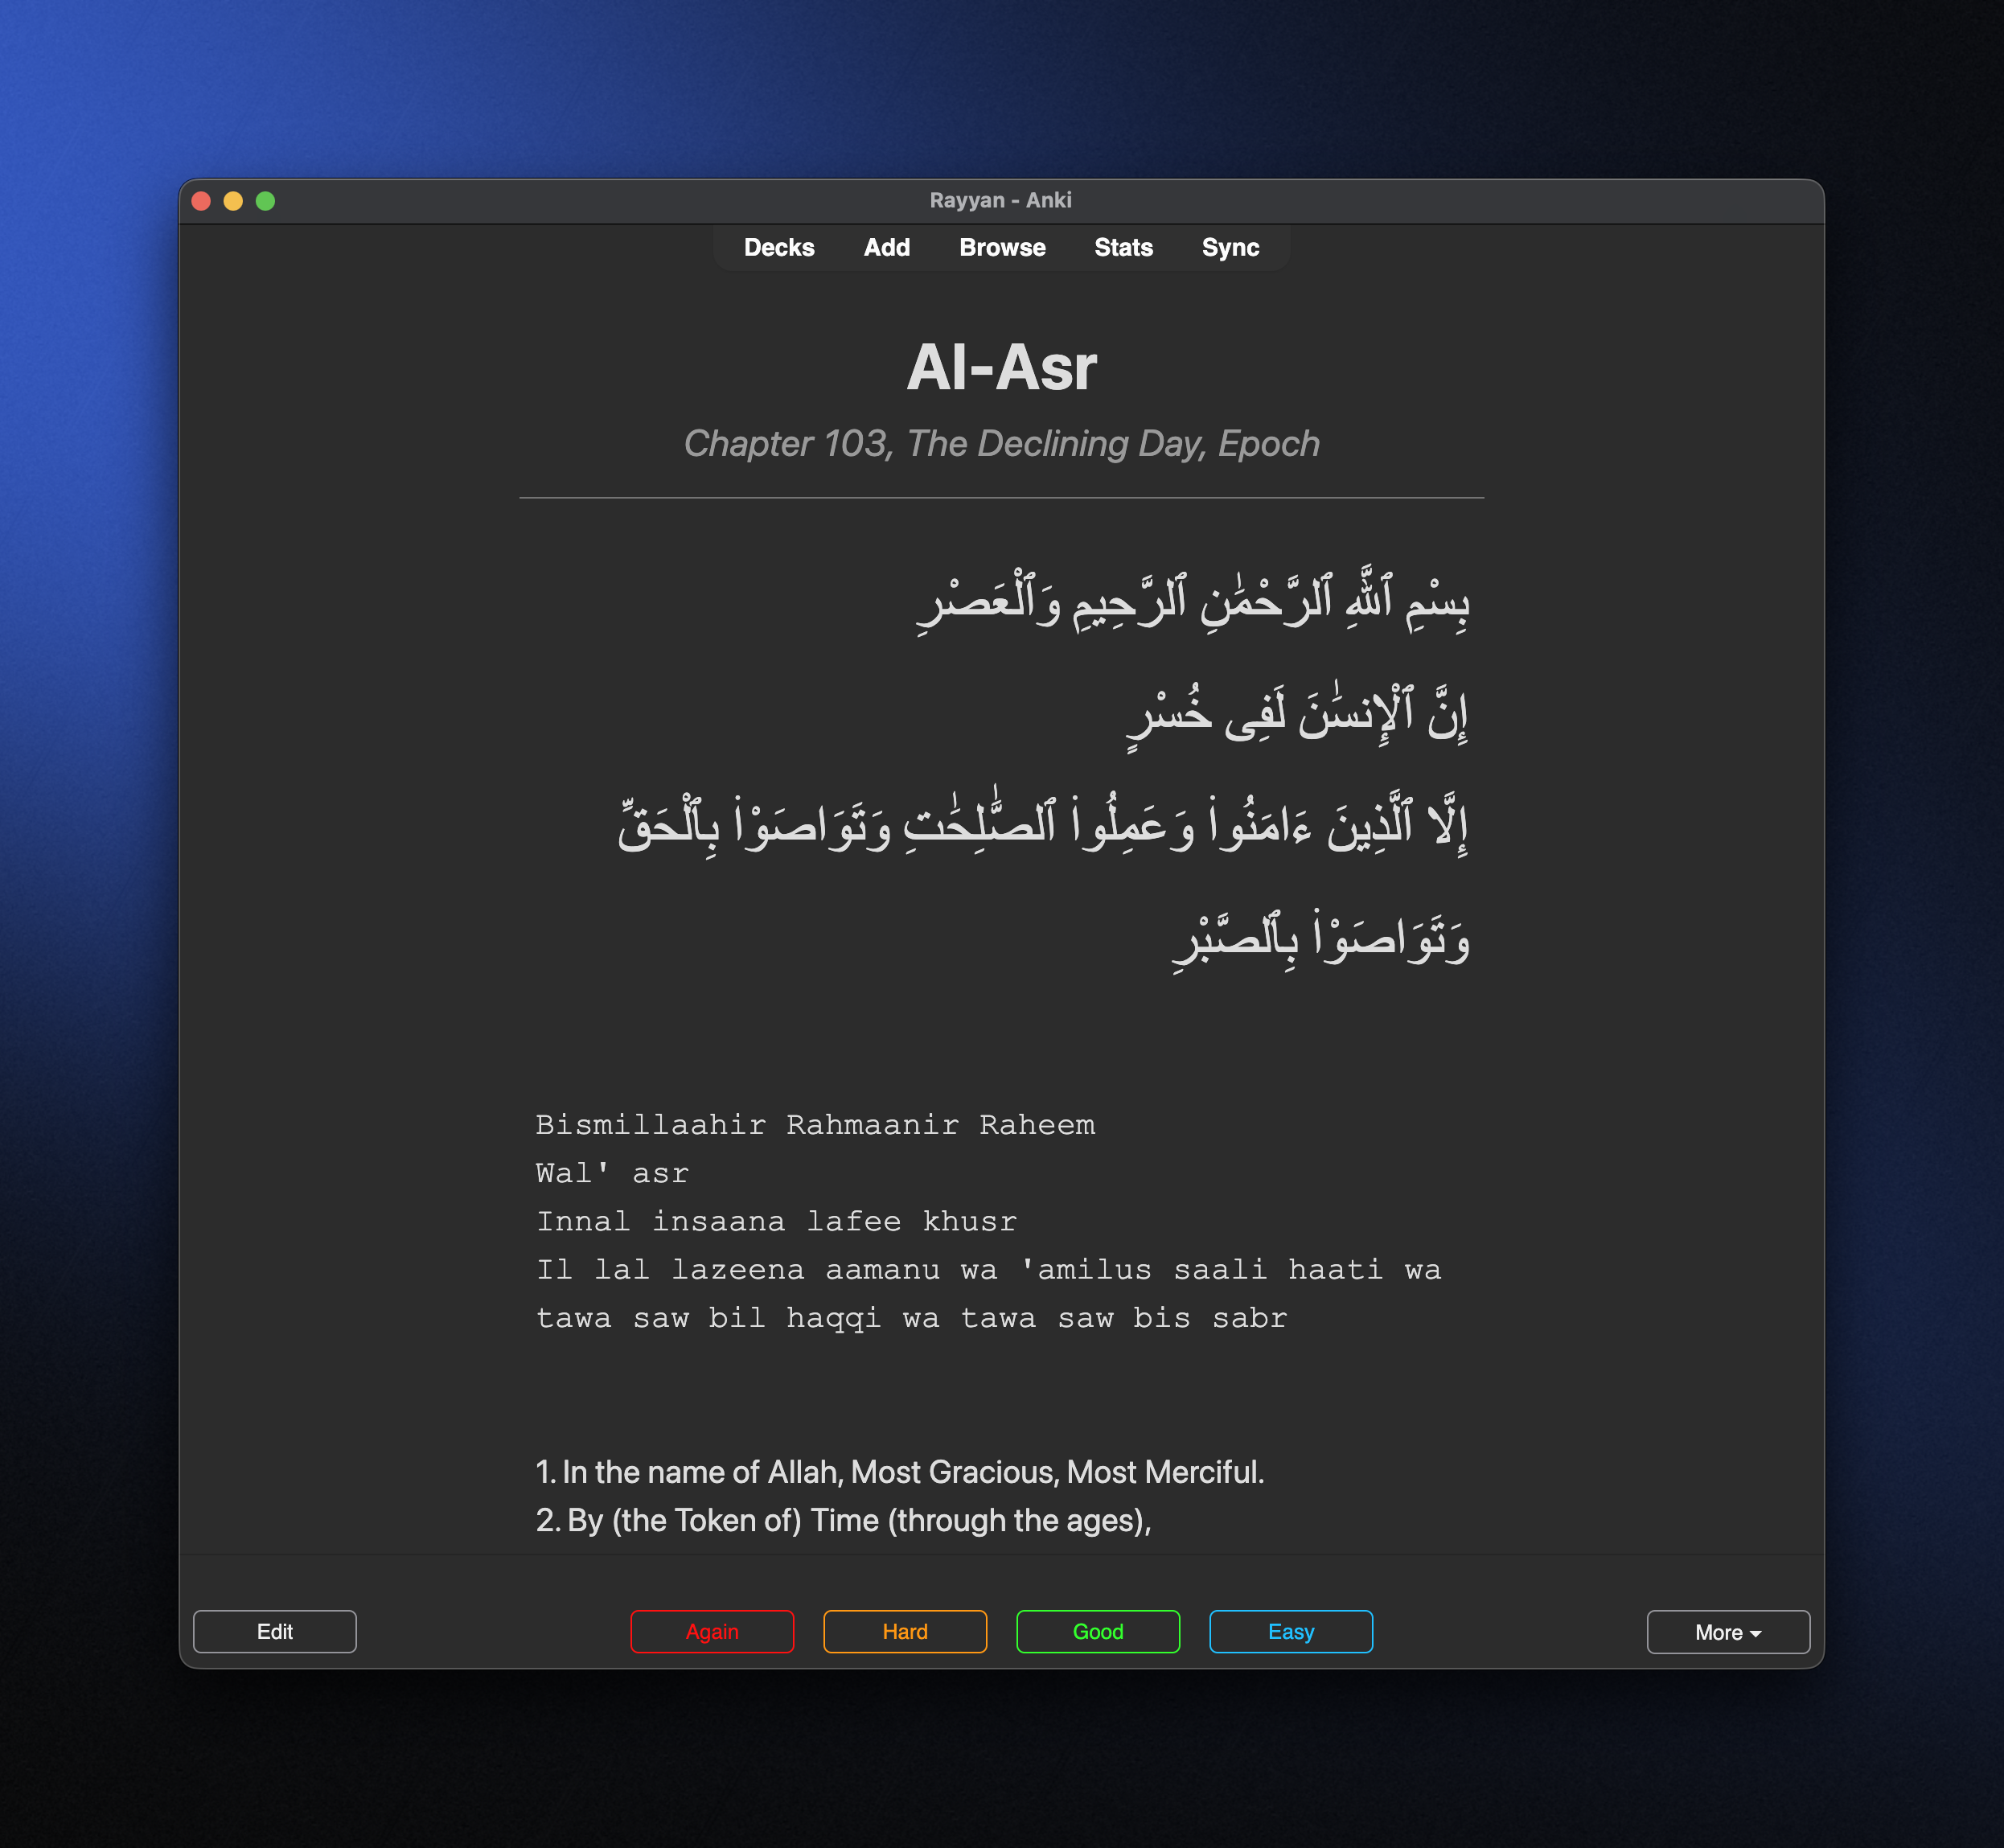 Rayyan - Anki
Decks Add Browse Stats Sync
Al-Asr
Chapter 103, The Declining Day, Epoch
بِسْمِ ٱللَّهِ ٱلرَّحْمَٰنِ ٱلرَّحِيمِ وَٱلْعَصْرِ
إِنَّ ٱلْإِنسَٰنَ لَفِى خُسْرٍ
إِلَّا ٱلَّذِينَ ءَامَنُوا۟ وَعَمِلُوا۟ ٱلصَّٰلِحَٰتِ وَتَوَاصَوْا۟ بِٱلْحَقِّ
وَتَوَاصَوْا۟ بِٱلصَّبْرِ
Bismillaahir Rahmaanir Raheem
Wal' asr
Innal insaana lafee khusr
Il lal lazeena aamanu wa 'amilus saali haati wa
tawa saw bil haqqi wa tawa saw bis sabr
1. In the name of Allah, Most Gracious, Most Merciful.
2. By (the Token of) Time (through the ages),
Edit Again Hard Good Easy More